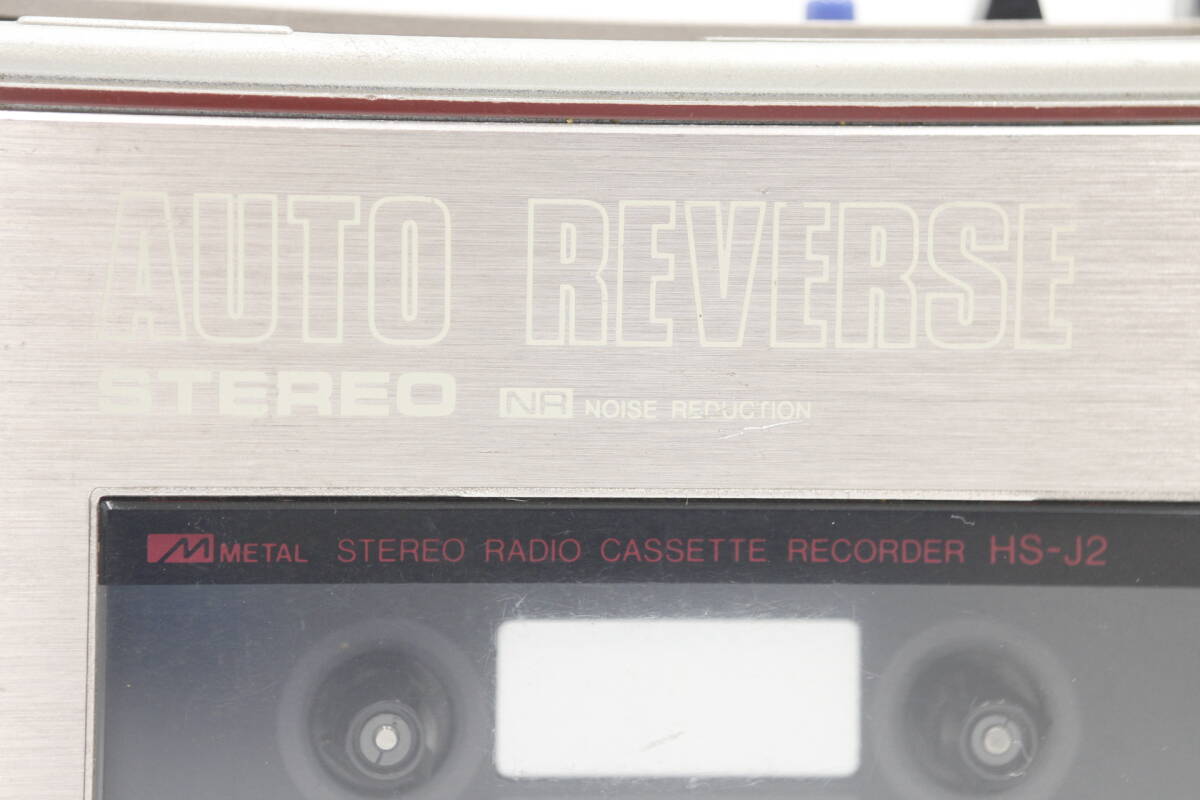 AUTO REVERSE
STEREO NR NOISE REDUCTION
METAL STEREO RADIO CASSETTE RECORDER HS-J2